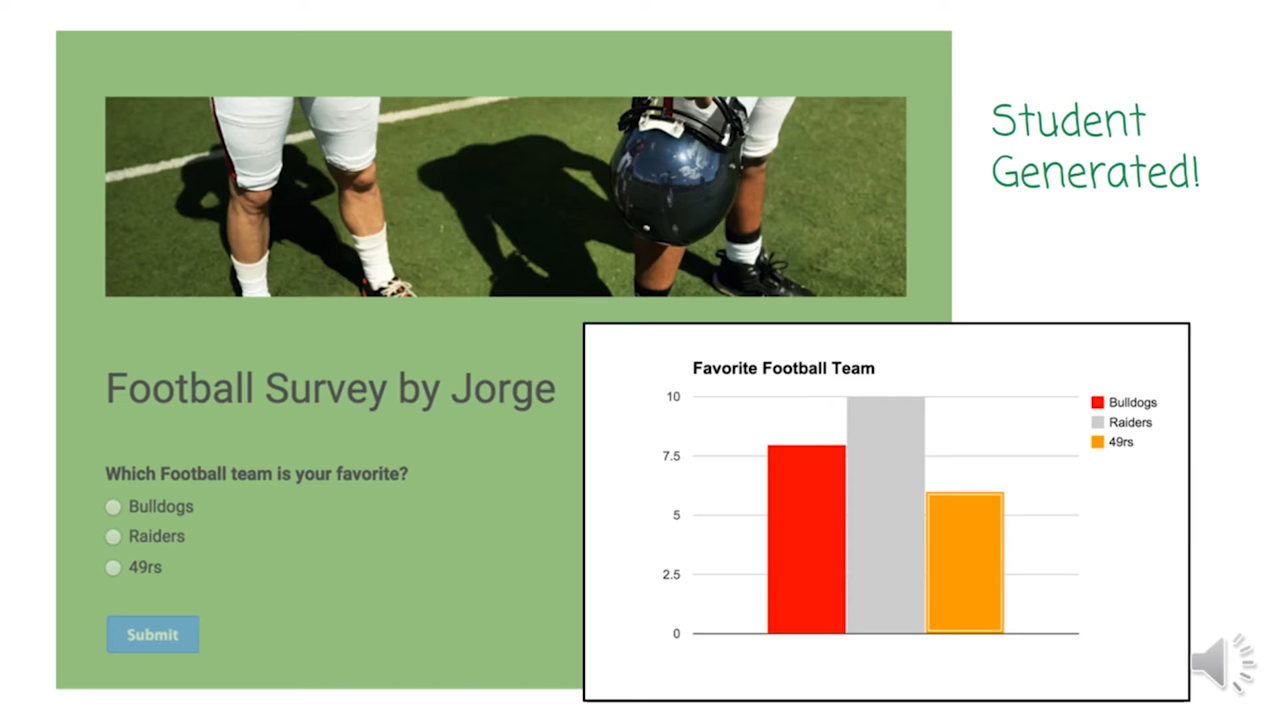 Student
Generated!
Football Survey by Jorge
Which Football team is your favorite?
Bulldogs
Raiders
49rs
Submit
Favorite Football Team
10
7.5
5
2.5
0
Bulldogs
Raiders
49rs